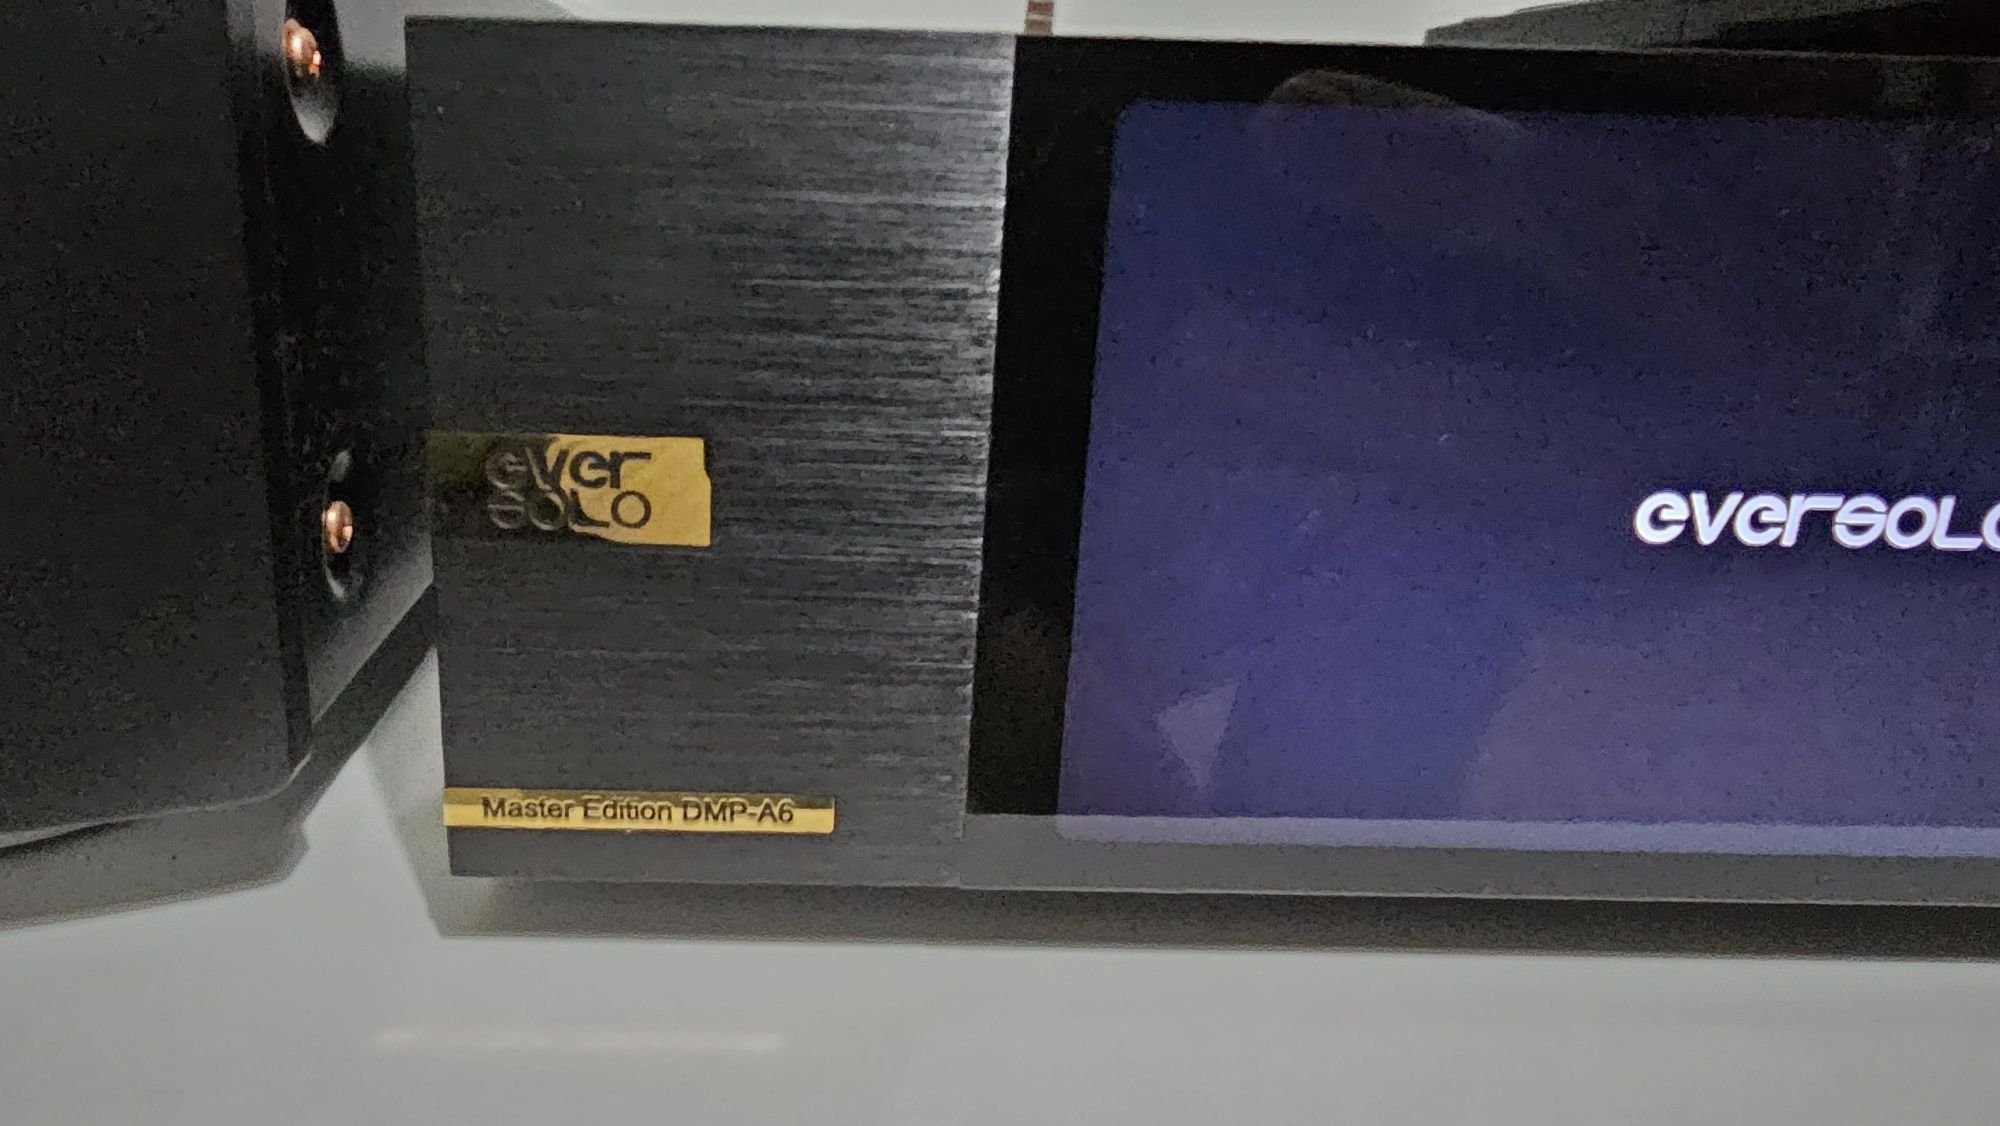 ever
SOLO
eversolo
Master Edition DMP-A6